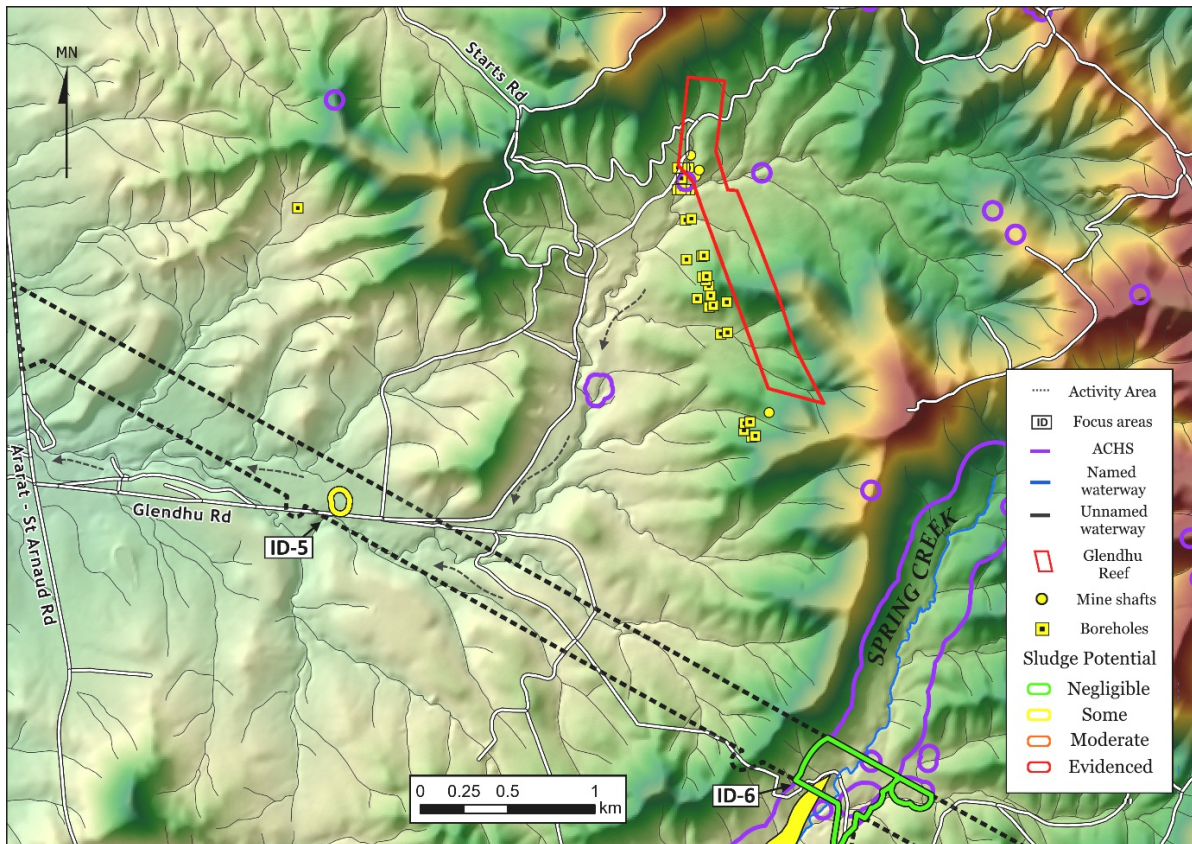 MN
Starts Rd
Ararat - St Arnaud Rd
Glendhu Rd
ID-5
SPRING CREEK
ID-6
0 0.25 0.5 1
km
Activity Area
ID Focus areas
ACHS
Named
waterway
Unnamed
waterway
Glendhu
Reef
Mine shafts
Boreholes
Sludge Potential
Negligible
Some
Moderate
Evidenced